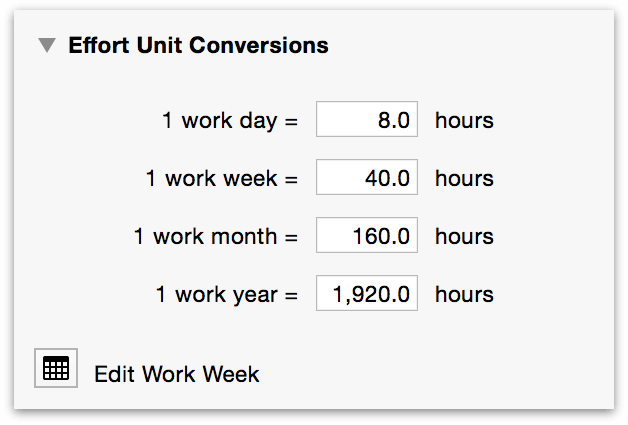 Effort Unit Conversions
1 work day = 8.0 hours
1 work week = 40.0 hours
1 work month = 160.0 hours
1 work year = 1,920.0 hours
Edit Work Week